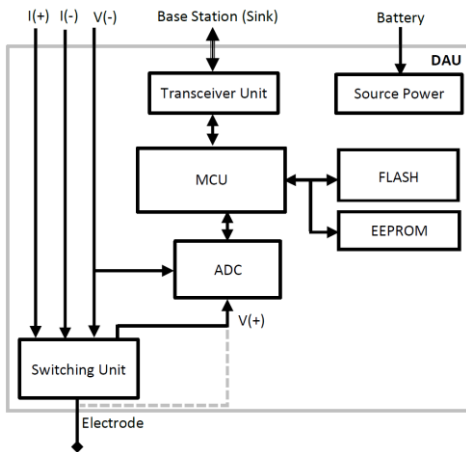 I(+) I(-) V(-) Base Station (Sink) Battery
DAU
Transceiver Unit Source Power
MCU FLASH
EEPROM
ADC
V(+)
Switching Unit
Electrode